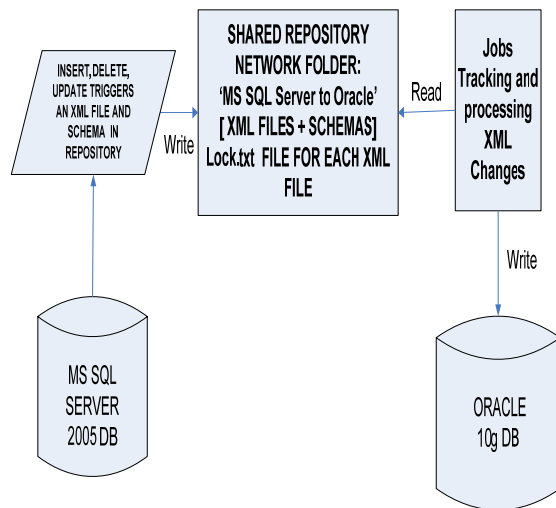 INSERT,DELETE,
UPDATE TRIGGERS
AN XML FILE AND
SCHEMA IN
REPOSITORY
Write
SHARED REPOSITORY
NETWORK FOLDER:
‘MS SQL Server to Oracle’
[ XML FILES + SCHEMAS]
Lock.txt FILE FOR EACH XML
FILE
Read
Jobs
Tracking and
processing
XML
Changes
Write
MS SQL
SERVER
2005 DB
ORACLE
10g DB